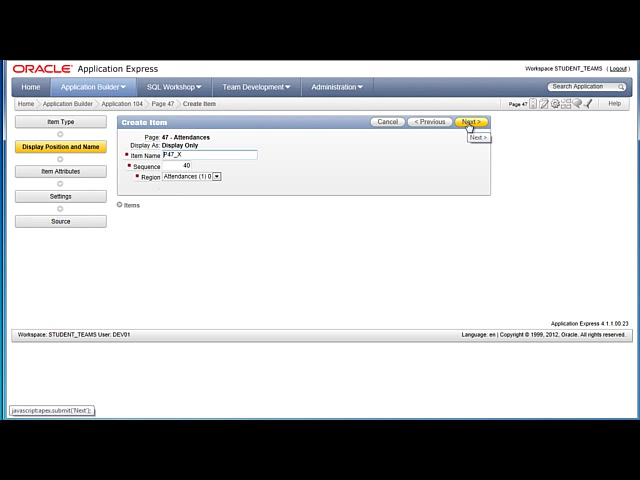 ORACLE Application Express
Workspace STUDENT_TEAMS (Logout)
Home Application Builder SQL Workshop Team Development Administration Search Application
Home Application Builder Application 104 Page 47 Create Item Page 47 Help
Item Type
Display Position and Name
Item Attributes
Settings
Source
Create Item Cancel < Previous Next >
Next >
Page: 47 - Attendances
Display As: Display Only
Item Name P47_X
Sequence 40
Region Attendances (1) 0
Items
Application Express 4.1.1.00.23
Workspace: STUDENT_TEAMS User: DEV01 Language: en | Copyright © 1999, 2012, Oracle. All rights reserved.
javascript:apex.submit('Next');